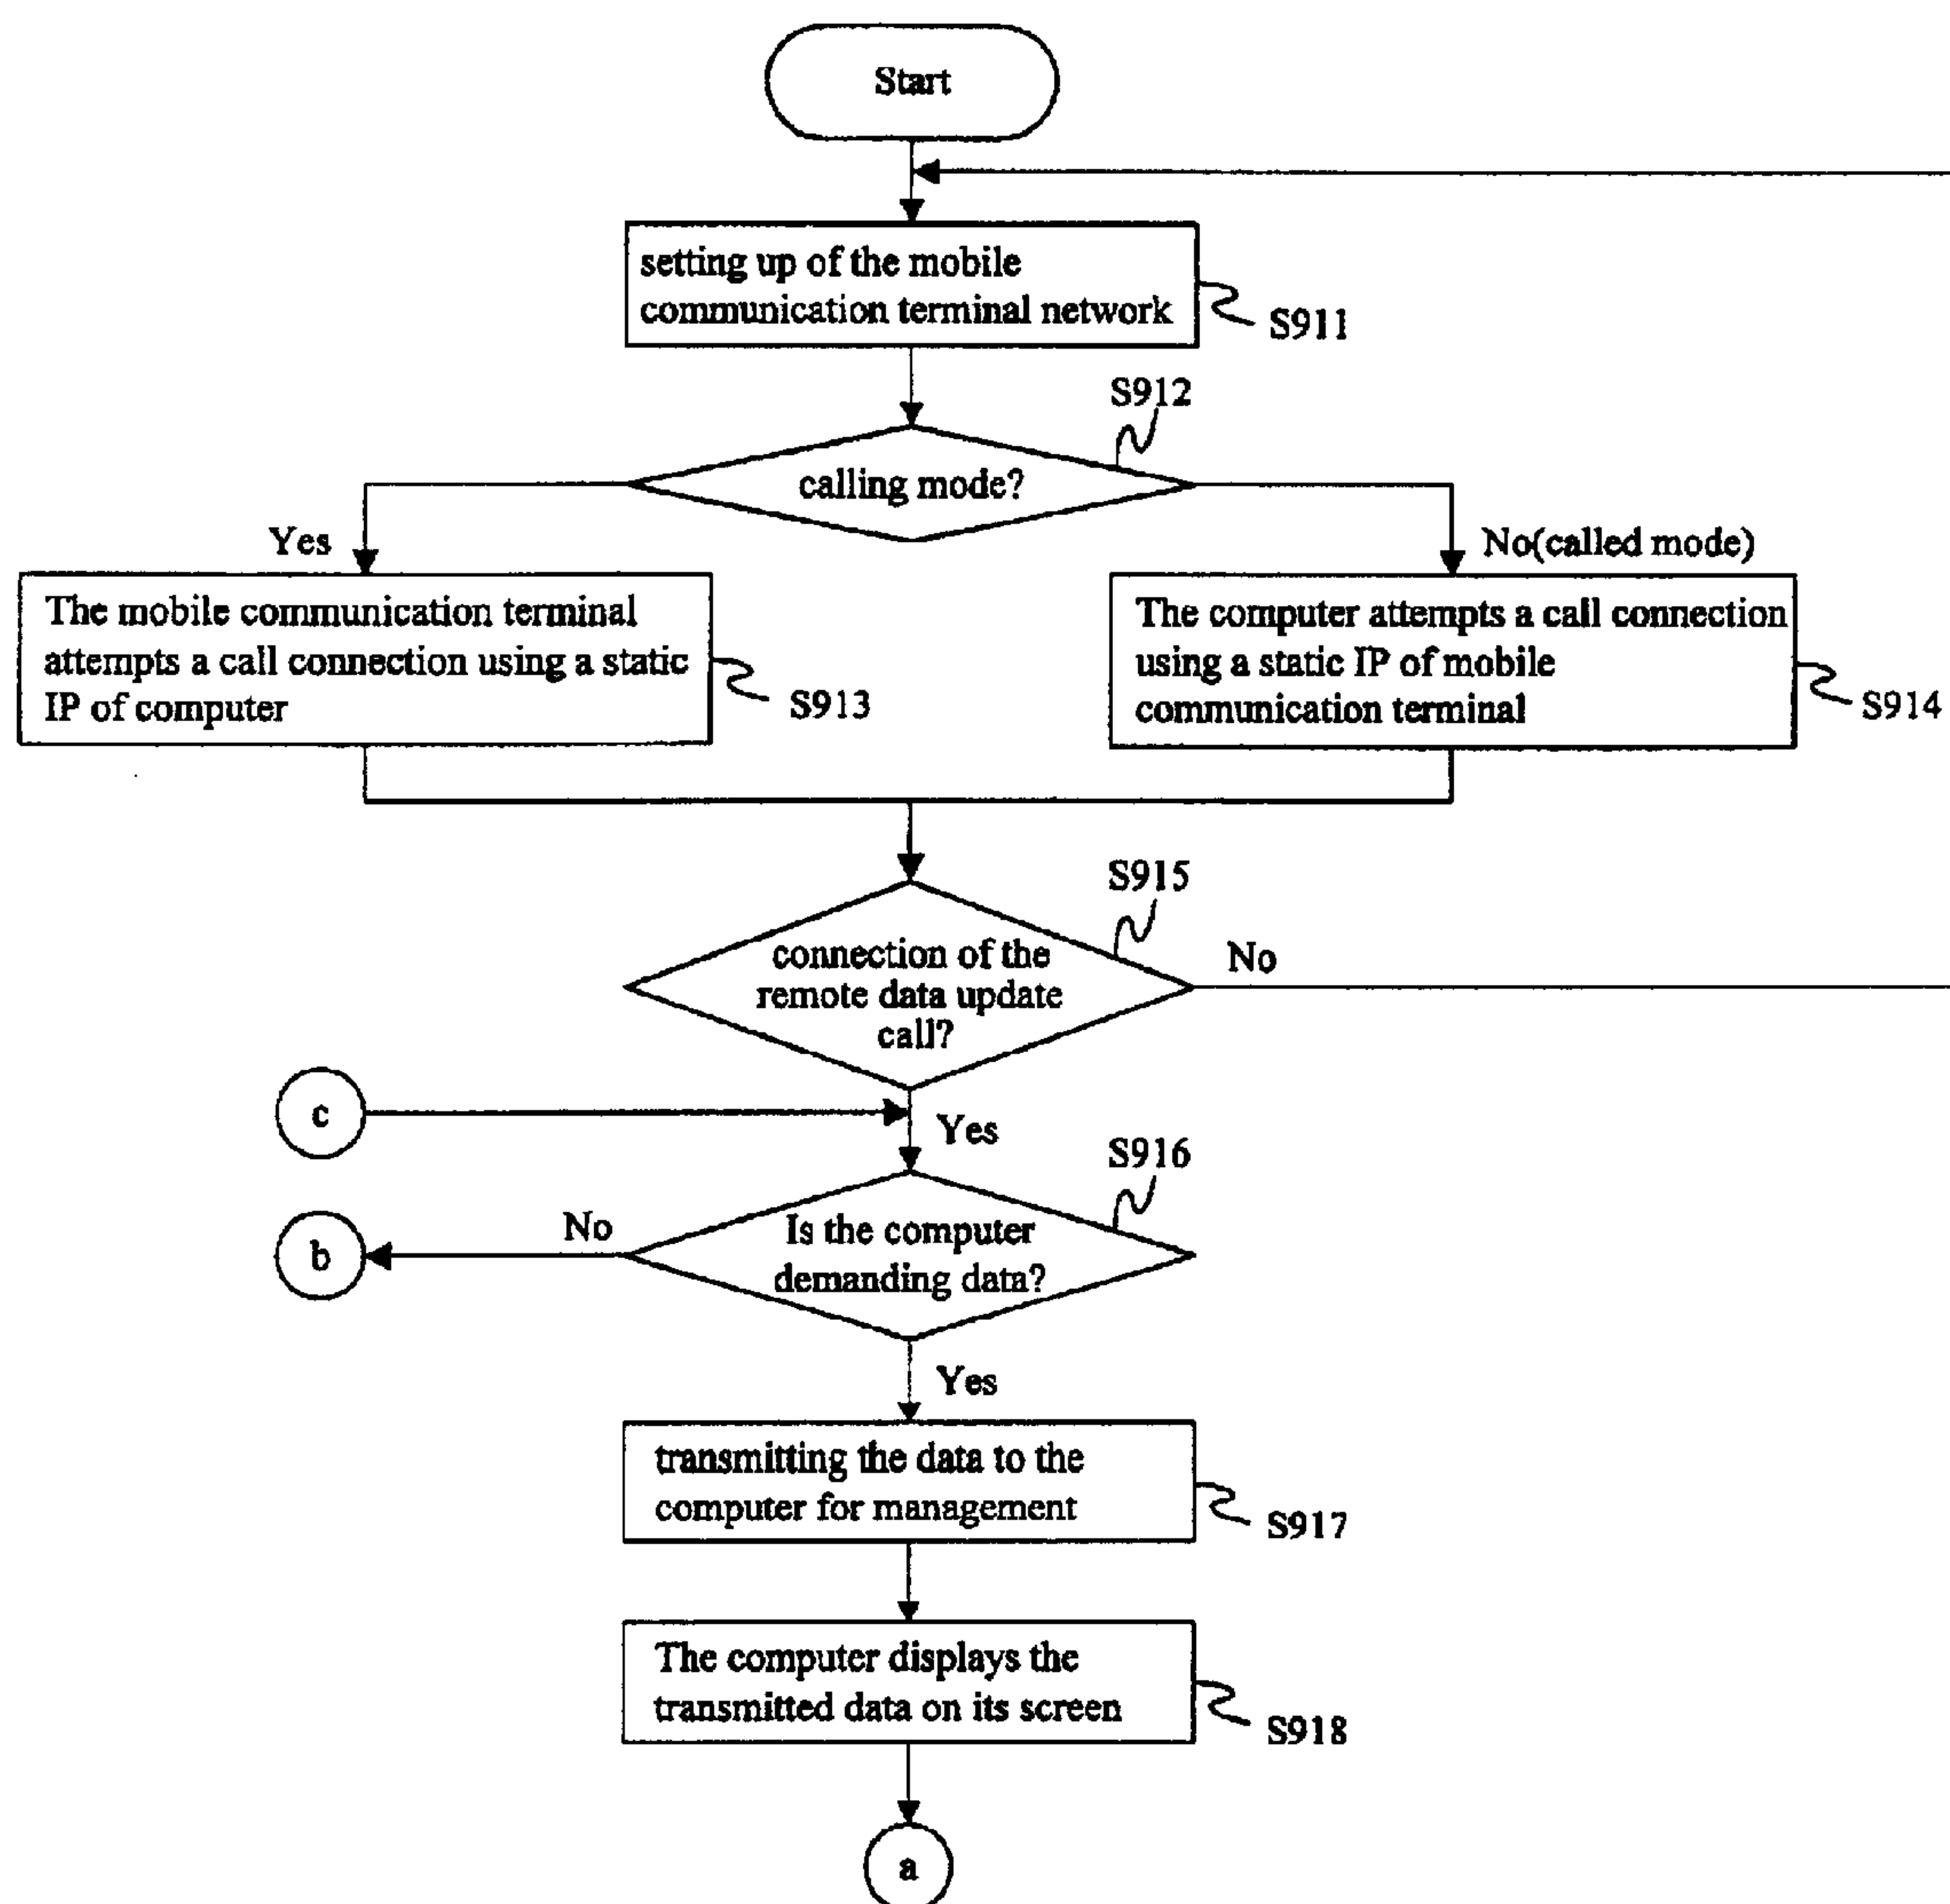 Start
setting up of the mobile
communication terminal network
S911
S912
calling mode?
Yes
No(called mode)
The mobile communication terminal
attempts a call connection using a static
IP of computer
S913
The computer attempts a call connection
using a static IP of mobile
communication terminal
S914
S915
connection of the
remote data update
call?
No
c
Yes
S916
Is the computer
demanding data?
No
b
Yes
transmitting the data to the
computer for management
S917
The computer displays the
transmitted data on its screen
S918
a